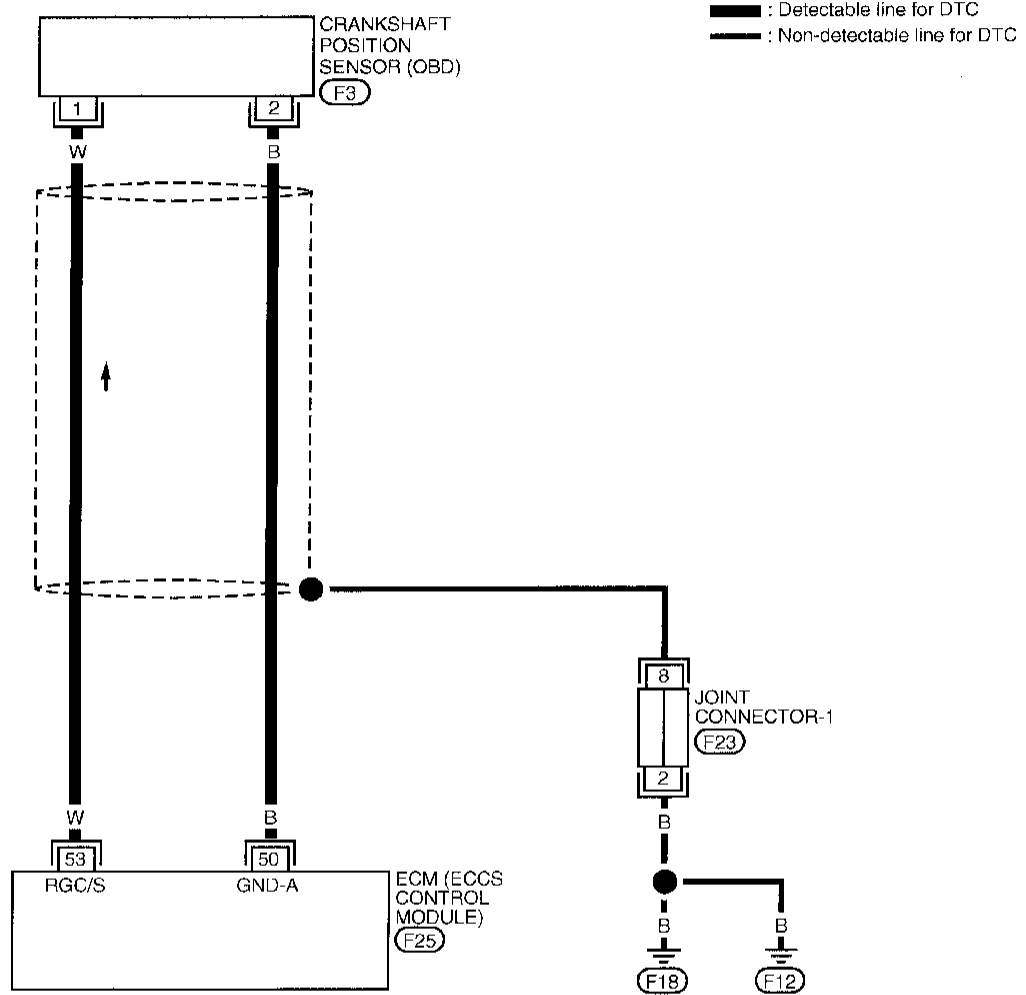 : Detectable line for DTC
: Non-detectable line for DTC
CRANKSHAFT
POSITION
SENSOR (OBD)
F3
1
2
W
B
8
JOINT
CONNECTOR-1
F23
2
W
B
B
53
50
RGC/S
GND-A
ECM (ECCS
CONTROL
MODULE)
F25
B
B
F18
F12